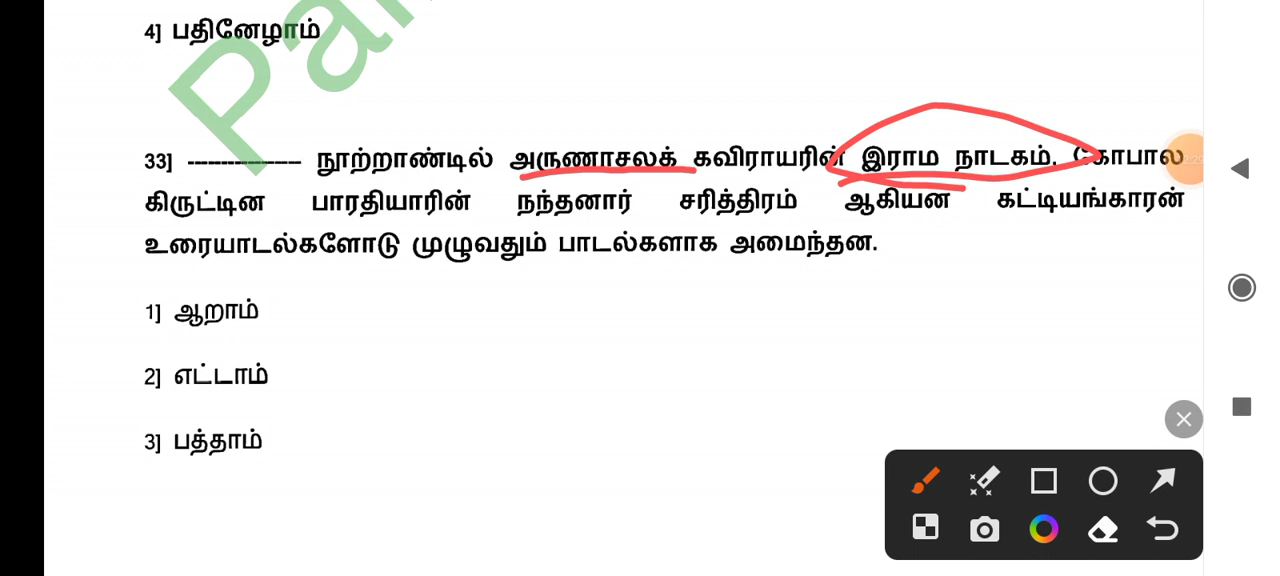 4] பதினேழாம்
33] ---------------- நூற்றாண்டில் அருணாசலக் கவிராயரின் இராம நாடகம், கோபால
கிருட்டின பாரதியாரின் நந்தனார் சரித்திரம் ஆகியன கட்டியங்காரன்
உரையாடல்களோடு முழுவதும் பாடல்களாக அமைந்தன.
1] ஆறாம்
2] எட்டாம்
3] பத்தாம்